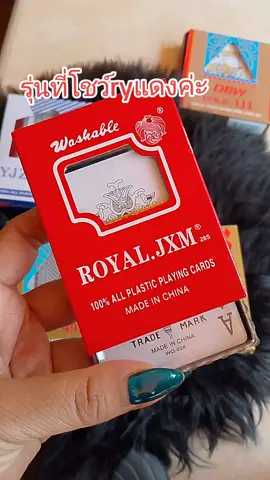 รุ่นที่โชว์ryแดงค่ะ
Washable
®
ROYAL.JXM®
100% ALL PLASTIC PLAYING CARDS
MADE IN CHINA
A
TRADE MARK
MADE IN CHINA